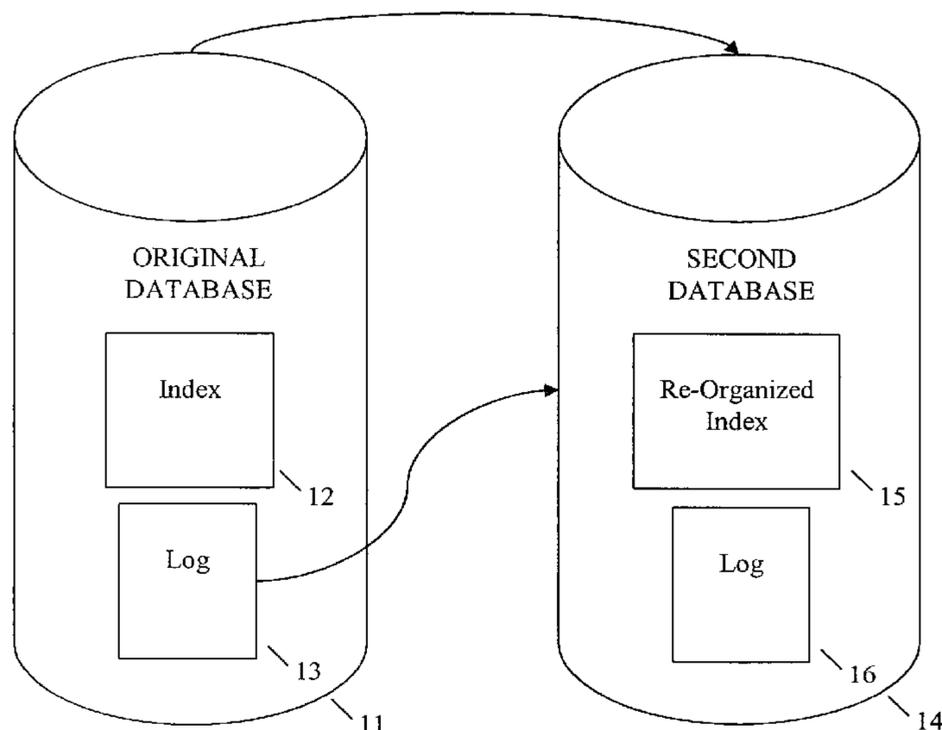 ORIGINAL
DATABASE
Index
12
Log
13
11
SECOND
DATABASE
Re-Organized
Index
15
Log
16
14